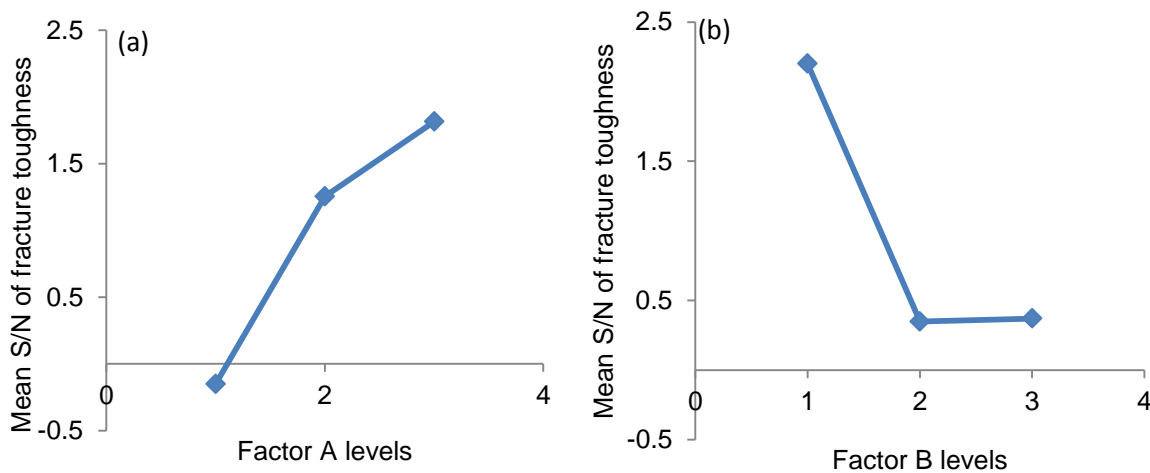 (a)
Mean S/N of fracture toughness
2.5
1.5
0.5
-0.5
0
2
4
Factor A levels
(b)
Mean S/N of fracture toughness
2.5
1.5
0.5
-0.5
0
1
2
3
4
Factor B levels